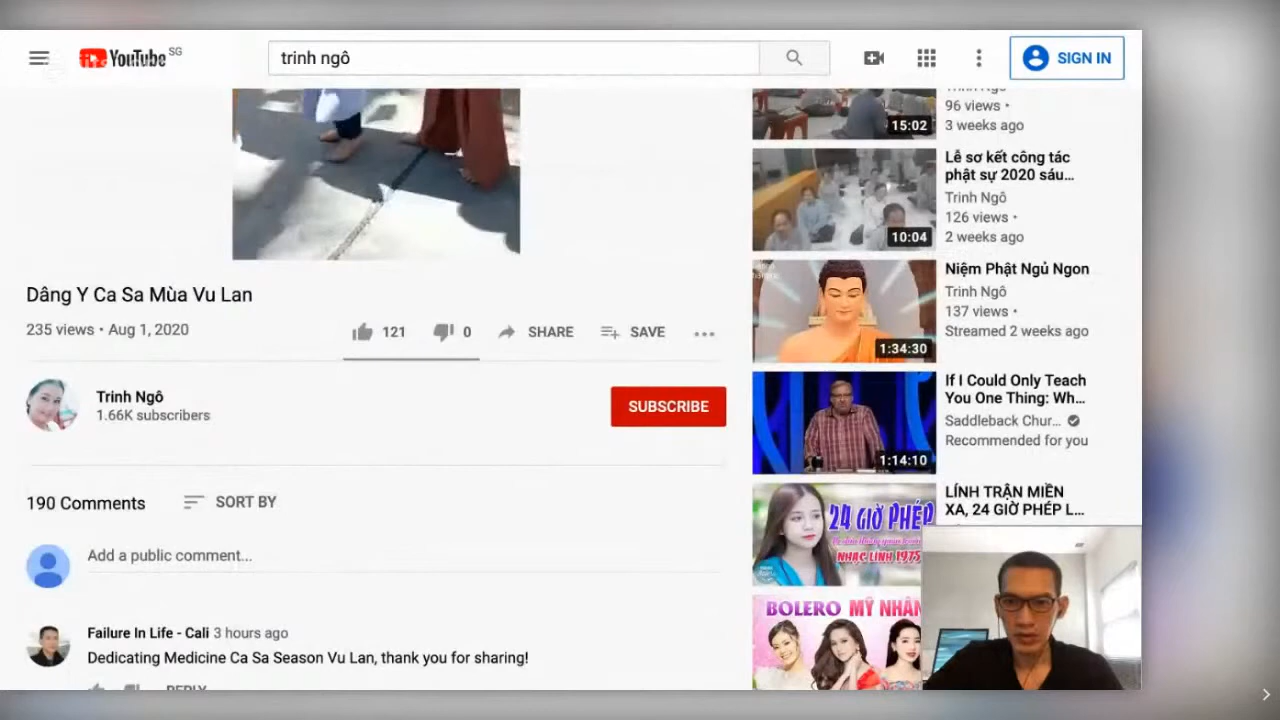 YouTube SG
trinh ngô
SIGN IN
Dâng Y Ca Sa Mùa Vu Lan
235 views • Aug 1, 2020
121
0
SHARE
SAVE
Trinh Ngô
1.66K subscribers
SUBSCRIBE
190 Comments
SORT BY
Add a public comment...
Failure In Life - Cali 3 hours ago
Dedicating Medicine Ca Sa Season Vu Lan, thank you for sharing!
REPLY
15:02
Trinh Ngô
96 views •
3 weeks ago
10:04
Lễ sơ kết công tác
phật sự 2020 sáu...
Trinh Ngô
126 views •
2 weeks ago
1:34:30
Niệm Phật Ngủ Ngon
Trinh Ngô
137 views •
Streamed 2 weeks ago
1:14:10
If I Could Only Teach
You One Thing: Wh...
Saddleback Chur...
Recommended for you
24 GIỜ PHÉP
NHẠC LÍNH 1975
LÍNH TRẬN MIỀN
XA, 24 GIỜ PHÉP L...
BOLERO MỸ NHÂN